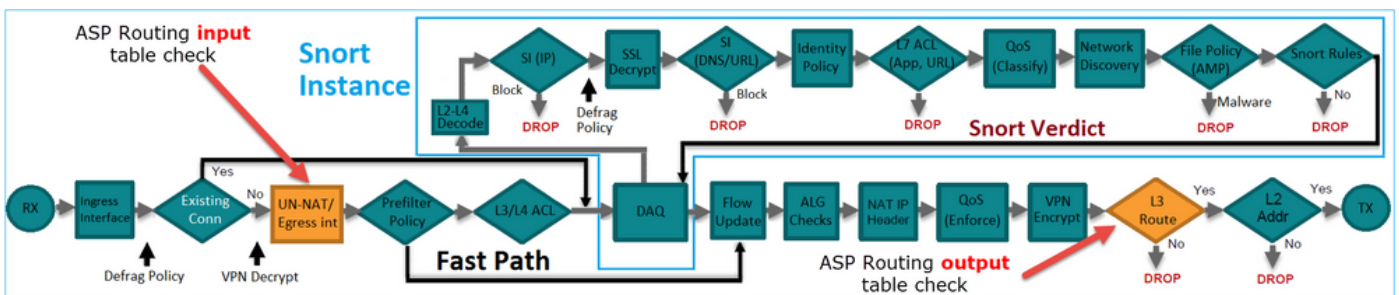 ASP Routing input
table check
Snort
Instance
SI (IP)
Block
DROP
Defrag
Policy
SSL
Decrypt
SI
(DNS/URL)
Block
DROP
Identity
Policy
L7 ACL
(App, URL)
DROP
QoS
(Classify)
Network
Discovery
File Policy
(AMP)
Malware
DROP
Snort Rules
No
DROP
L2-L4
Decode
Snort Verdict
RX
Ingress
Interface
Existing
Conn
Yes
No
Defrag Policy
VPN Decrypt
UN-NAT/
Egress int
Prefilter
Policy
L3/L4 ACL
Fast Path
DAQ
Flow
Update
ALG
Checks
NAT IP
Header
QoS
(Enforce)
VPN
Encrypt
L3
Route
Yes
No
DROP
L2
Addr
Yes
No
DROP
TX
ASP Routing output
table check